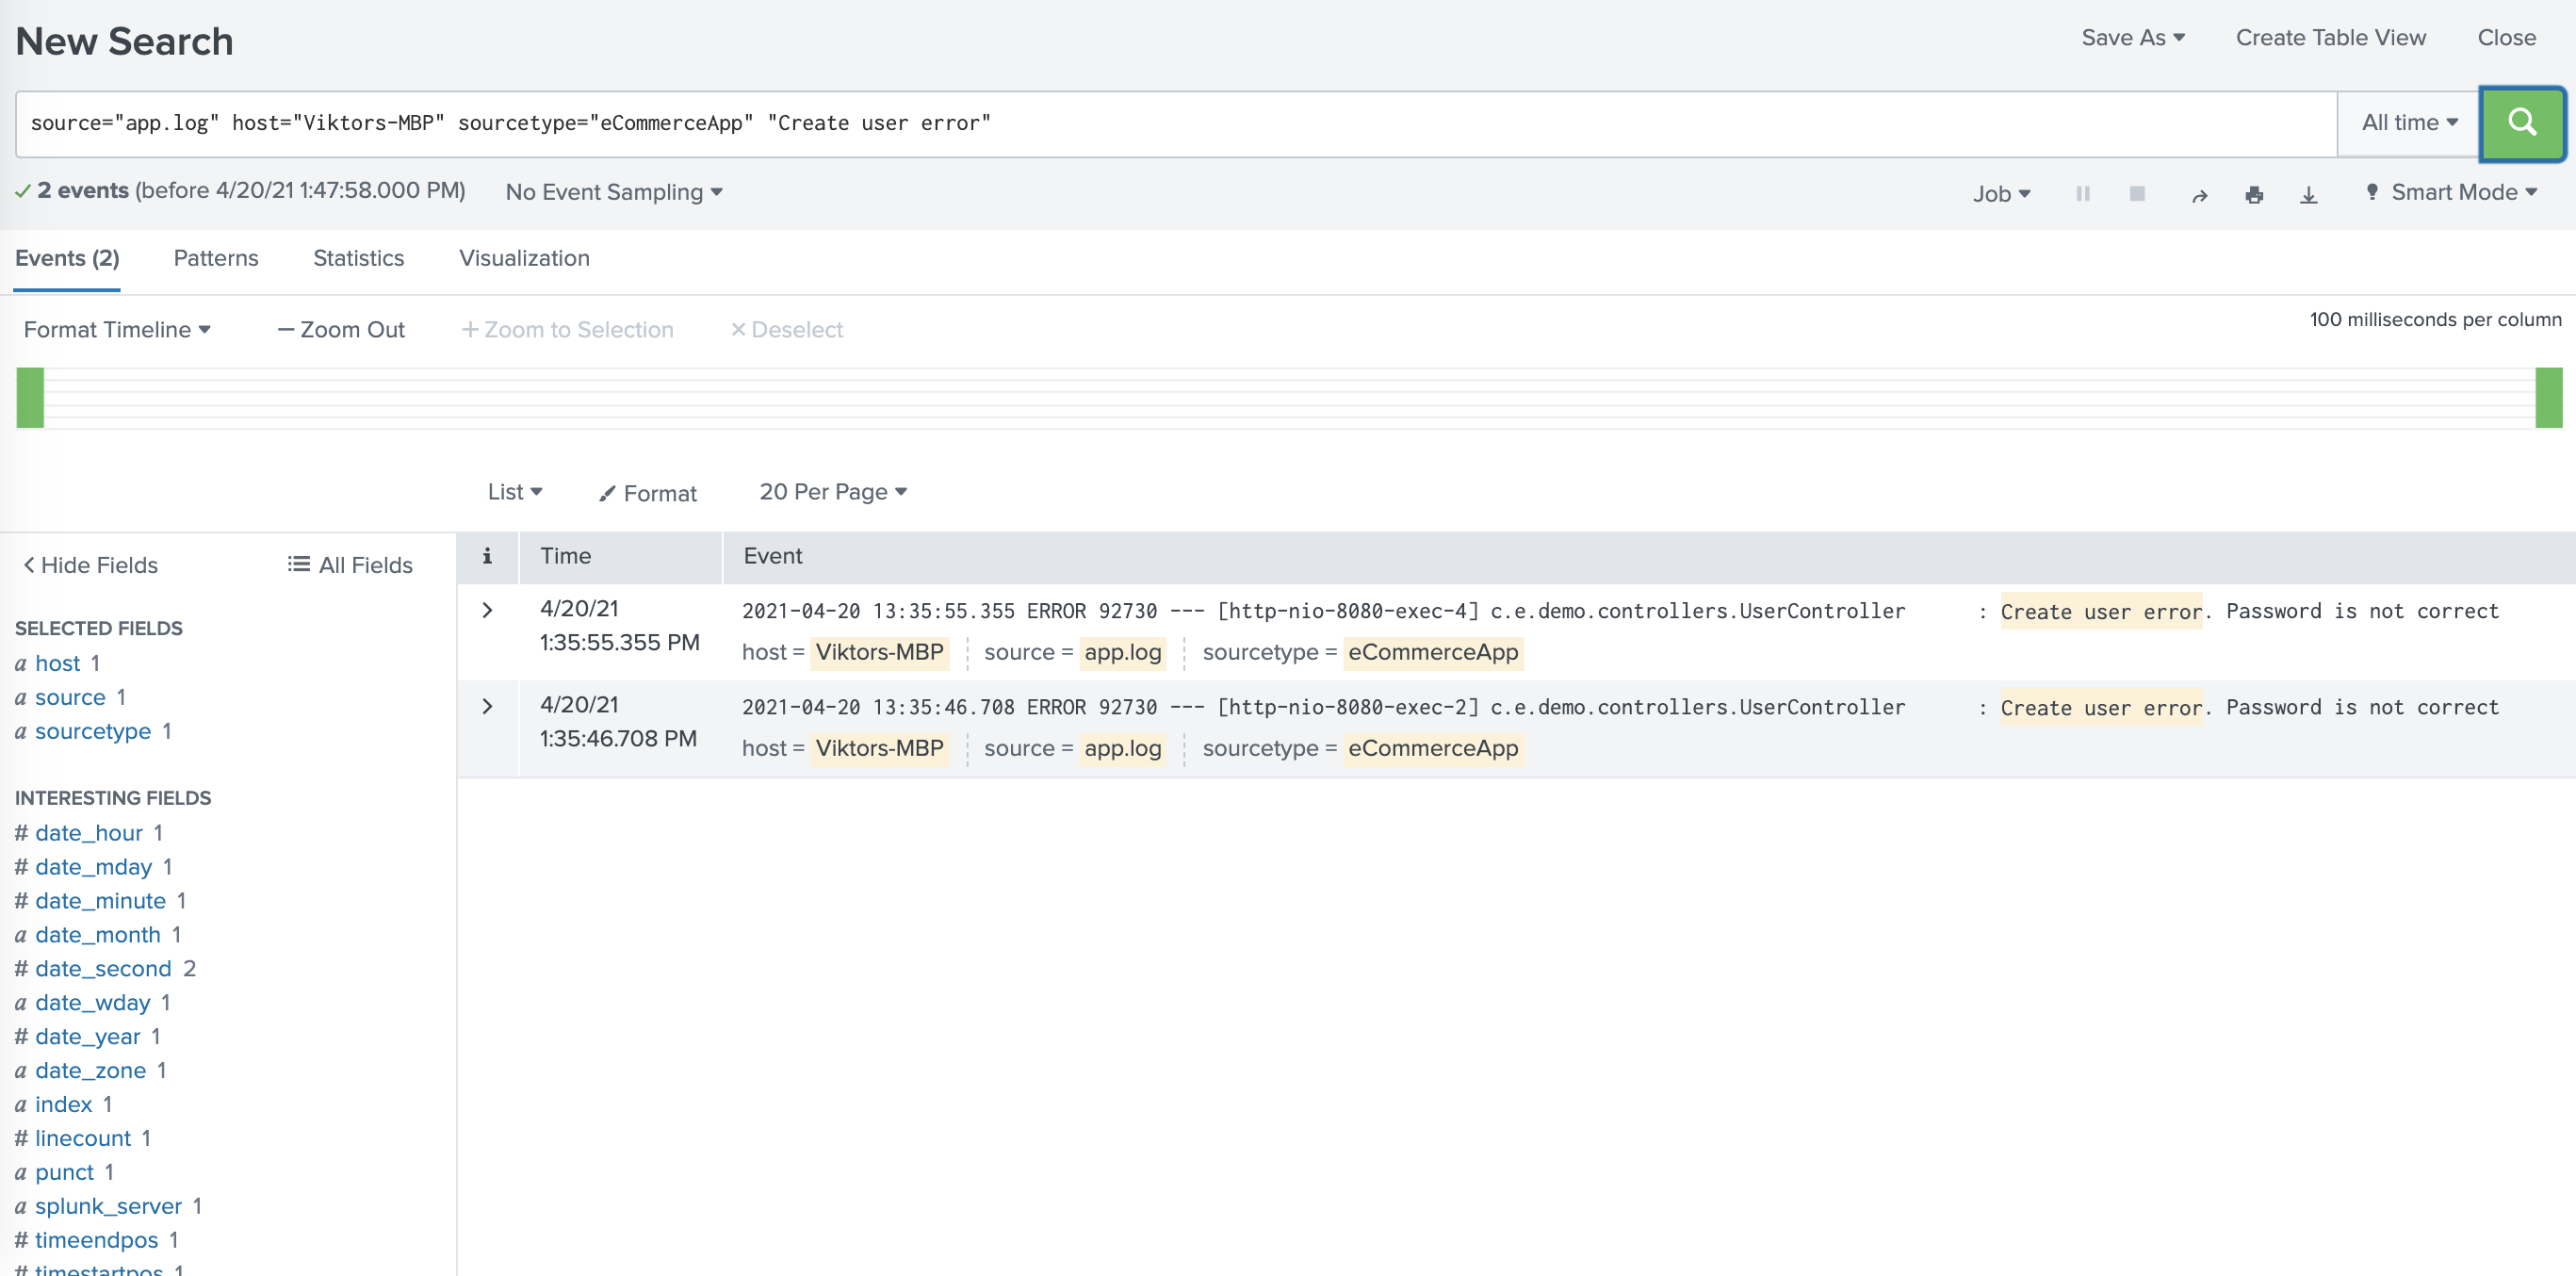 New Search
Save As Create Table View Close
source="app.log" host="Viktors-MBP" sourcetype="eCommerceApp" "Create user error"
All time
2 events (before 4/20/21 1:47:58.000 PM) No Event Sampling
Job Smart Mode
Events (2) Patterns Statistics Visualization
Format Timeline — Zoom Out + Zoom to Selection × Deselect
100 milliseconds per column
List Format 20 Per Page
< Hide Fields All Fields
SELECTED FIELDS
a host 1
a source 1
a sourcetype 1
INTERESTING FIELDS
# date_hour 1
# date_mday 1
# date_minute 1
a date_month 1
# date_second 2
a date_wday 1
# date_year 1
a date_zone 1
a index 1
# linecount 1
a punct 1
a splunk_server 1
# timeendpos 1
# timestartpos 1
i Time Event
> 4/20/21
1:35:55.355 PM
2021-04-20 13:35:55.355 ERROR 92730 --- [http-nio-8080-exec-4] c.e.demo.controllers.UserController : Create user error. Password is not correct
host = Viktors-MBP source = app.log sourcetype = eCommerceApp
> 4/20/21
1:35:46.708 PM
2021-04-20 13:35:46.708 ERROR 92730 --- [http-nio-8080-exec-2] c.e.demo.controllers.UserController : Create user error. Password is not correct
host = Viktors-MBP source = app.log sourcetype = eCommerceApp